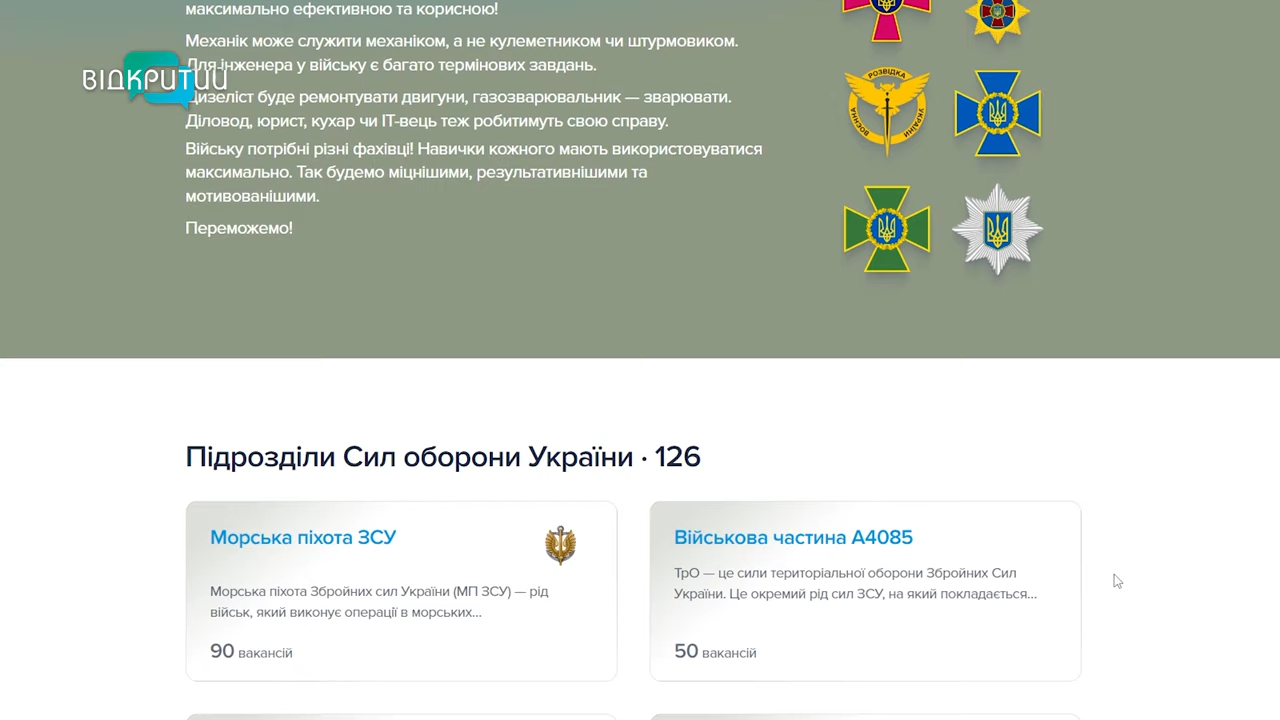 максимально ефективною та корисною!
Механік може служити механіком, а не кулеметником чи штурмовиком.
Для інженера у війську є багато термінових завдань.
ВІДКРИТИЙ
Дизеліст буде ремонтувати двигуни, газозварювальник — зварювати.
Діловод, юрист, кухар чи ІТ-вець теж робитимуть свою справу.
Війську потрібні різні фахівці! Навички кожного мають використовуватися
максимально. Так будемо міцнішими, результативнішими та
мотивованішими.
Переможемо!
РОЗВІДКА
ВОЄННА
УКРАЇНИ
Підрозділи Сил оборони України · 126
Морська піхота ЗСУ
Морська піхота Збройних сил України (МП ЗСУ) — рід
військ, який виконує операції в морських...
90 вакансій
Військова частина А4085
ТрО — це сили територіальної оборони Збройних Сил
України. Це окремий рід сил ЗСУ, на який покладається...
50 вакансій